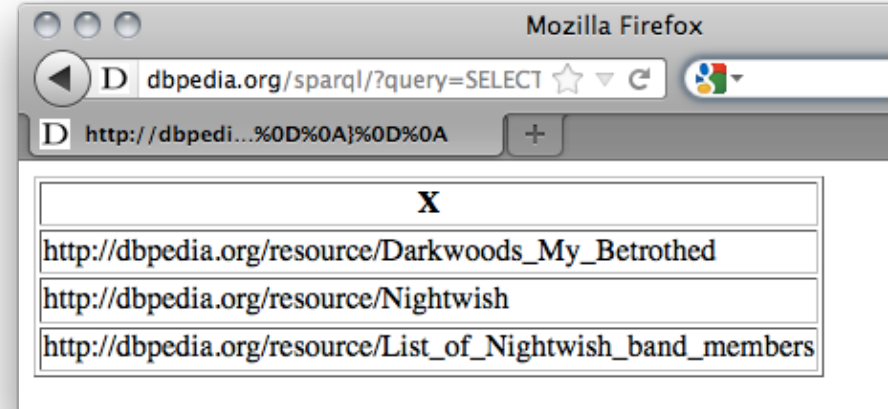 Mozilla Firefox
D dbpedia.org/sparql/?query=SELECT
D http://dbpedi...%0D%0A}%0D%0A +
X
http://dbpedia.org/resource/Darkwoods_My_Betrothed
http://dbpedia.org/resource/Nightwish
http://dbpedia.org/resource/List_of_Nightwish_band_members